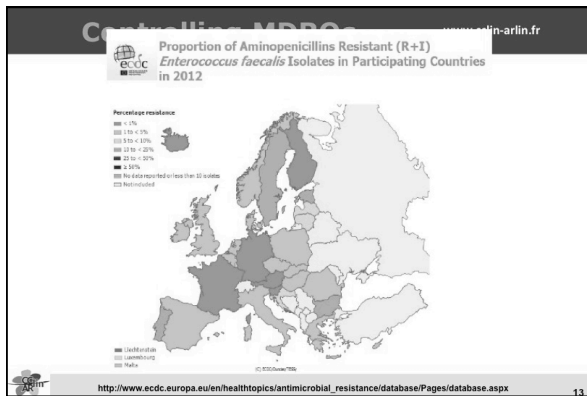 Controlling MDROs
www.cclin-arlin.fr
ecdc
Proportion of Aminopenicillins Resistant (R+I)
Enterococcus faecalis Isolates in Participating Countries
in 2012
Percentage resistance
< 1%
1 to < 5%
5 to < 10%
10 to < 25%
25 to < 50%
≥ 50%
No data reported or less than 10 isolates
Not included
Liechtenstein
Luxembourg
Malta
http://www.ecdc.europa.eu/en/healthtopics/antimicrobial_resistance/database/Pages/database.aspx
13